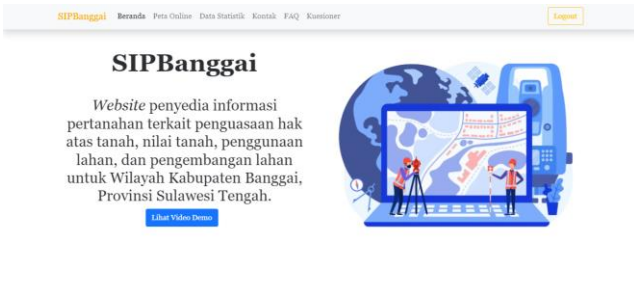 SIPBanggai Beranda Peta Online Data Statistik Kontak FAQ Kuesioner Logout
SIPBanggai
Website penyedia informasi
pertanahan terkait penguasaan hak
atas tanah, nilai tanah, penggunaan
lahan, dan pengembangan lahan
untuk Wilayah Kabupaten Banggai,
Provinsi Sulawesi Tengah.
Lihat Video Demo